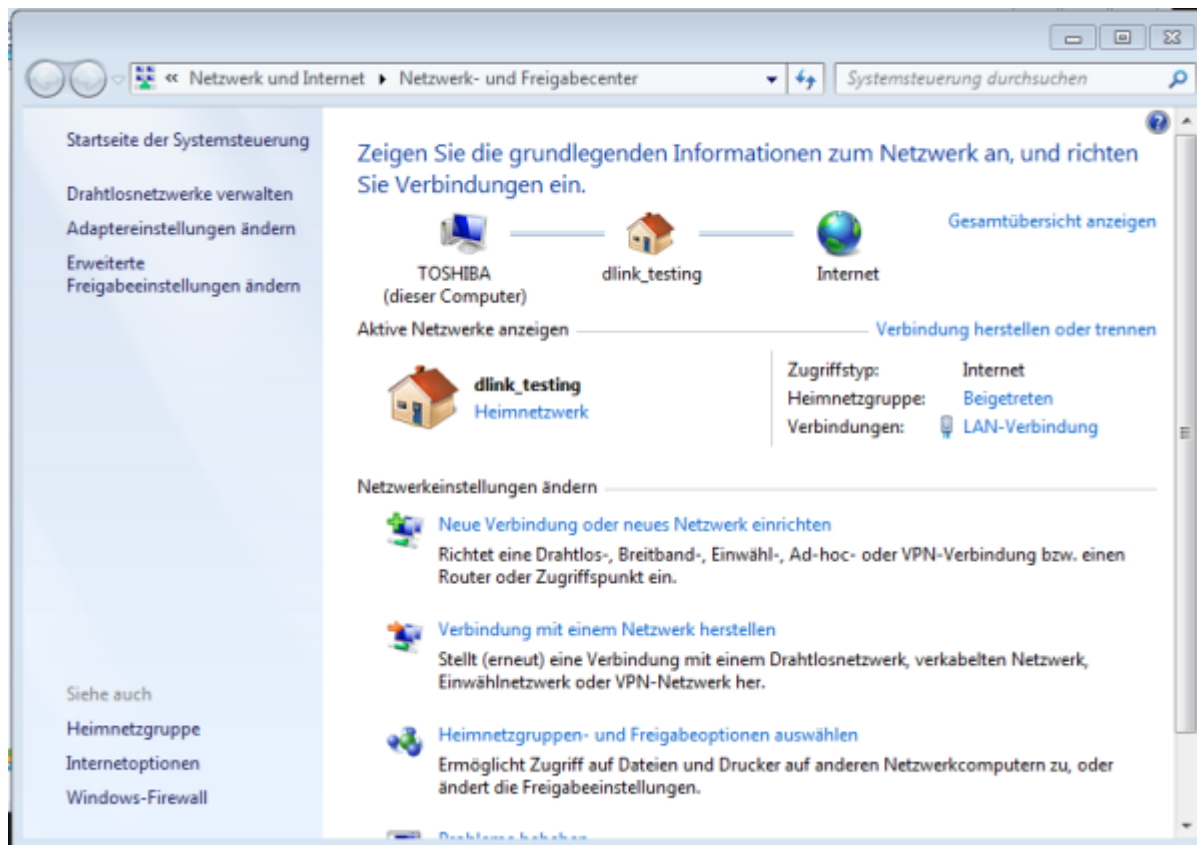 « Netzwerk und Internet ▸ Netzwerk- und Freigabecenter
Systemsteuerung durchsuchen
Startseite der Systemsteuerung
Drahtlosnetzwerke verwalten
Adaptereinstellungen ändern
Erweiterte
Freigabeeinstellungen ändern
Siehe auch
Heimnetzgruppe
Internetoptionen
Windows-Firewall
Zeigen Sie die grundlegenden Informationen zum Netzwerk an, und richten
Sie Verbindungen ein.
Gesamtübersicht anzeigen
TOSHIBA
(dieser Computer)
dlink_testing
Internet
Aktive Netzwerke anzeigen
Verbindung herstellen oder trennen
dlink_testing
Heimnetzwerk
Zugriffstyp: Internet
Heimnetzgruppe: Beigetreten
Verbindungen: LAN-Verbindung
Netzwerkeinstellungen ändern
Neue Verbindung oder neues Netzwerk einrichten
Richtet eine Drahtlos-, Breitband-, Einwähl-, Ad-hoc- oder VPN-Verbindung bzw. einen
Router oder Zugriffspunkt ein.
Verbindung mit einem Netzwerk herstellen
Stellt (erneut) eine Verbindung mit einem Drahtlosnetzwerk, verkabelten Netzwerk,
Einwählnetzwerk oder VPN-Netzwerk her.
Heimnetzgruppen- und Freigabeoptionen auswählen
Ermöglicht Zugriff auf Dateien und Drucker auf anderen Netzwerkcomputern zu, oder
ändert die Freigabeeinstellungen.
Probleme beheben